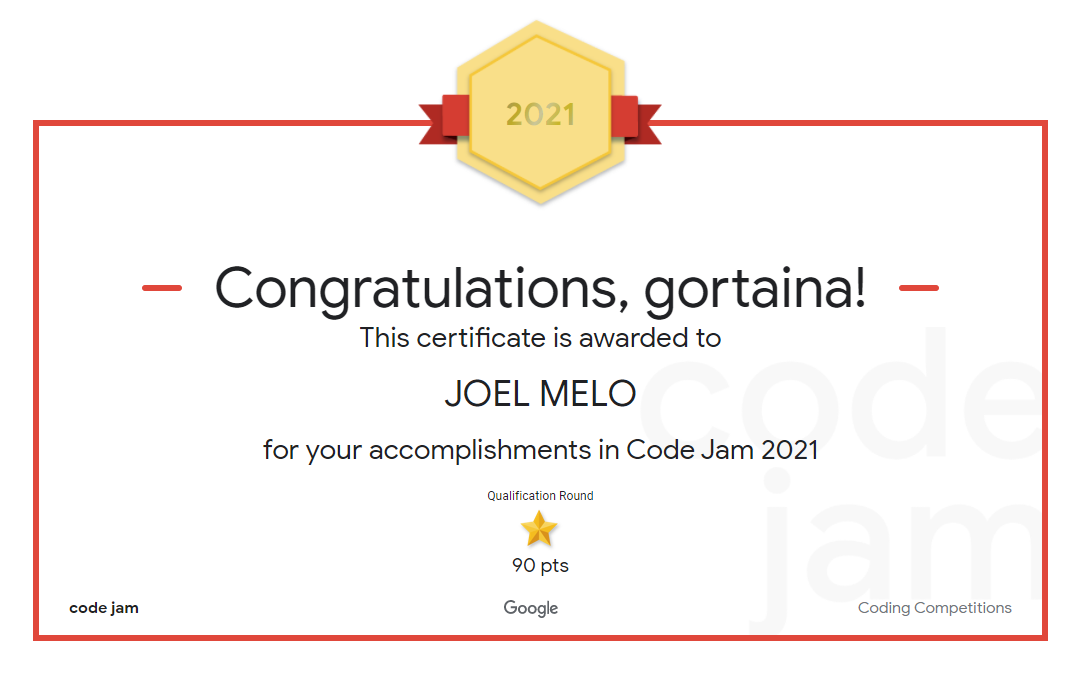 2021
Congratulations, gortaina!
This certificate is awarded to
JOEL MELO
for your accomplishments in Code Jam 2021
Qualification Round
90 pts
code jam
Google
Coding Competitions
code
jam